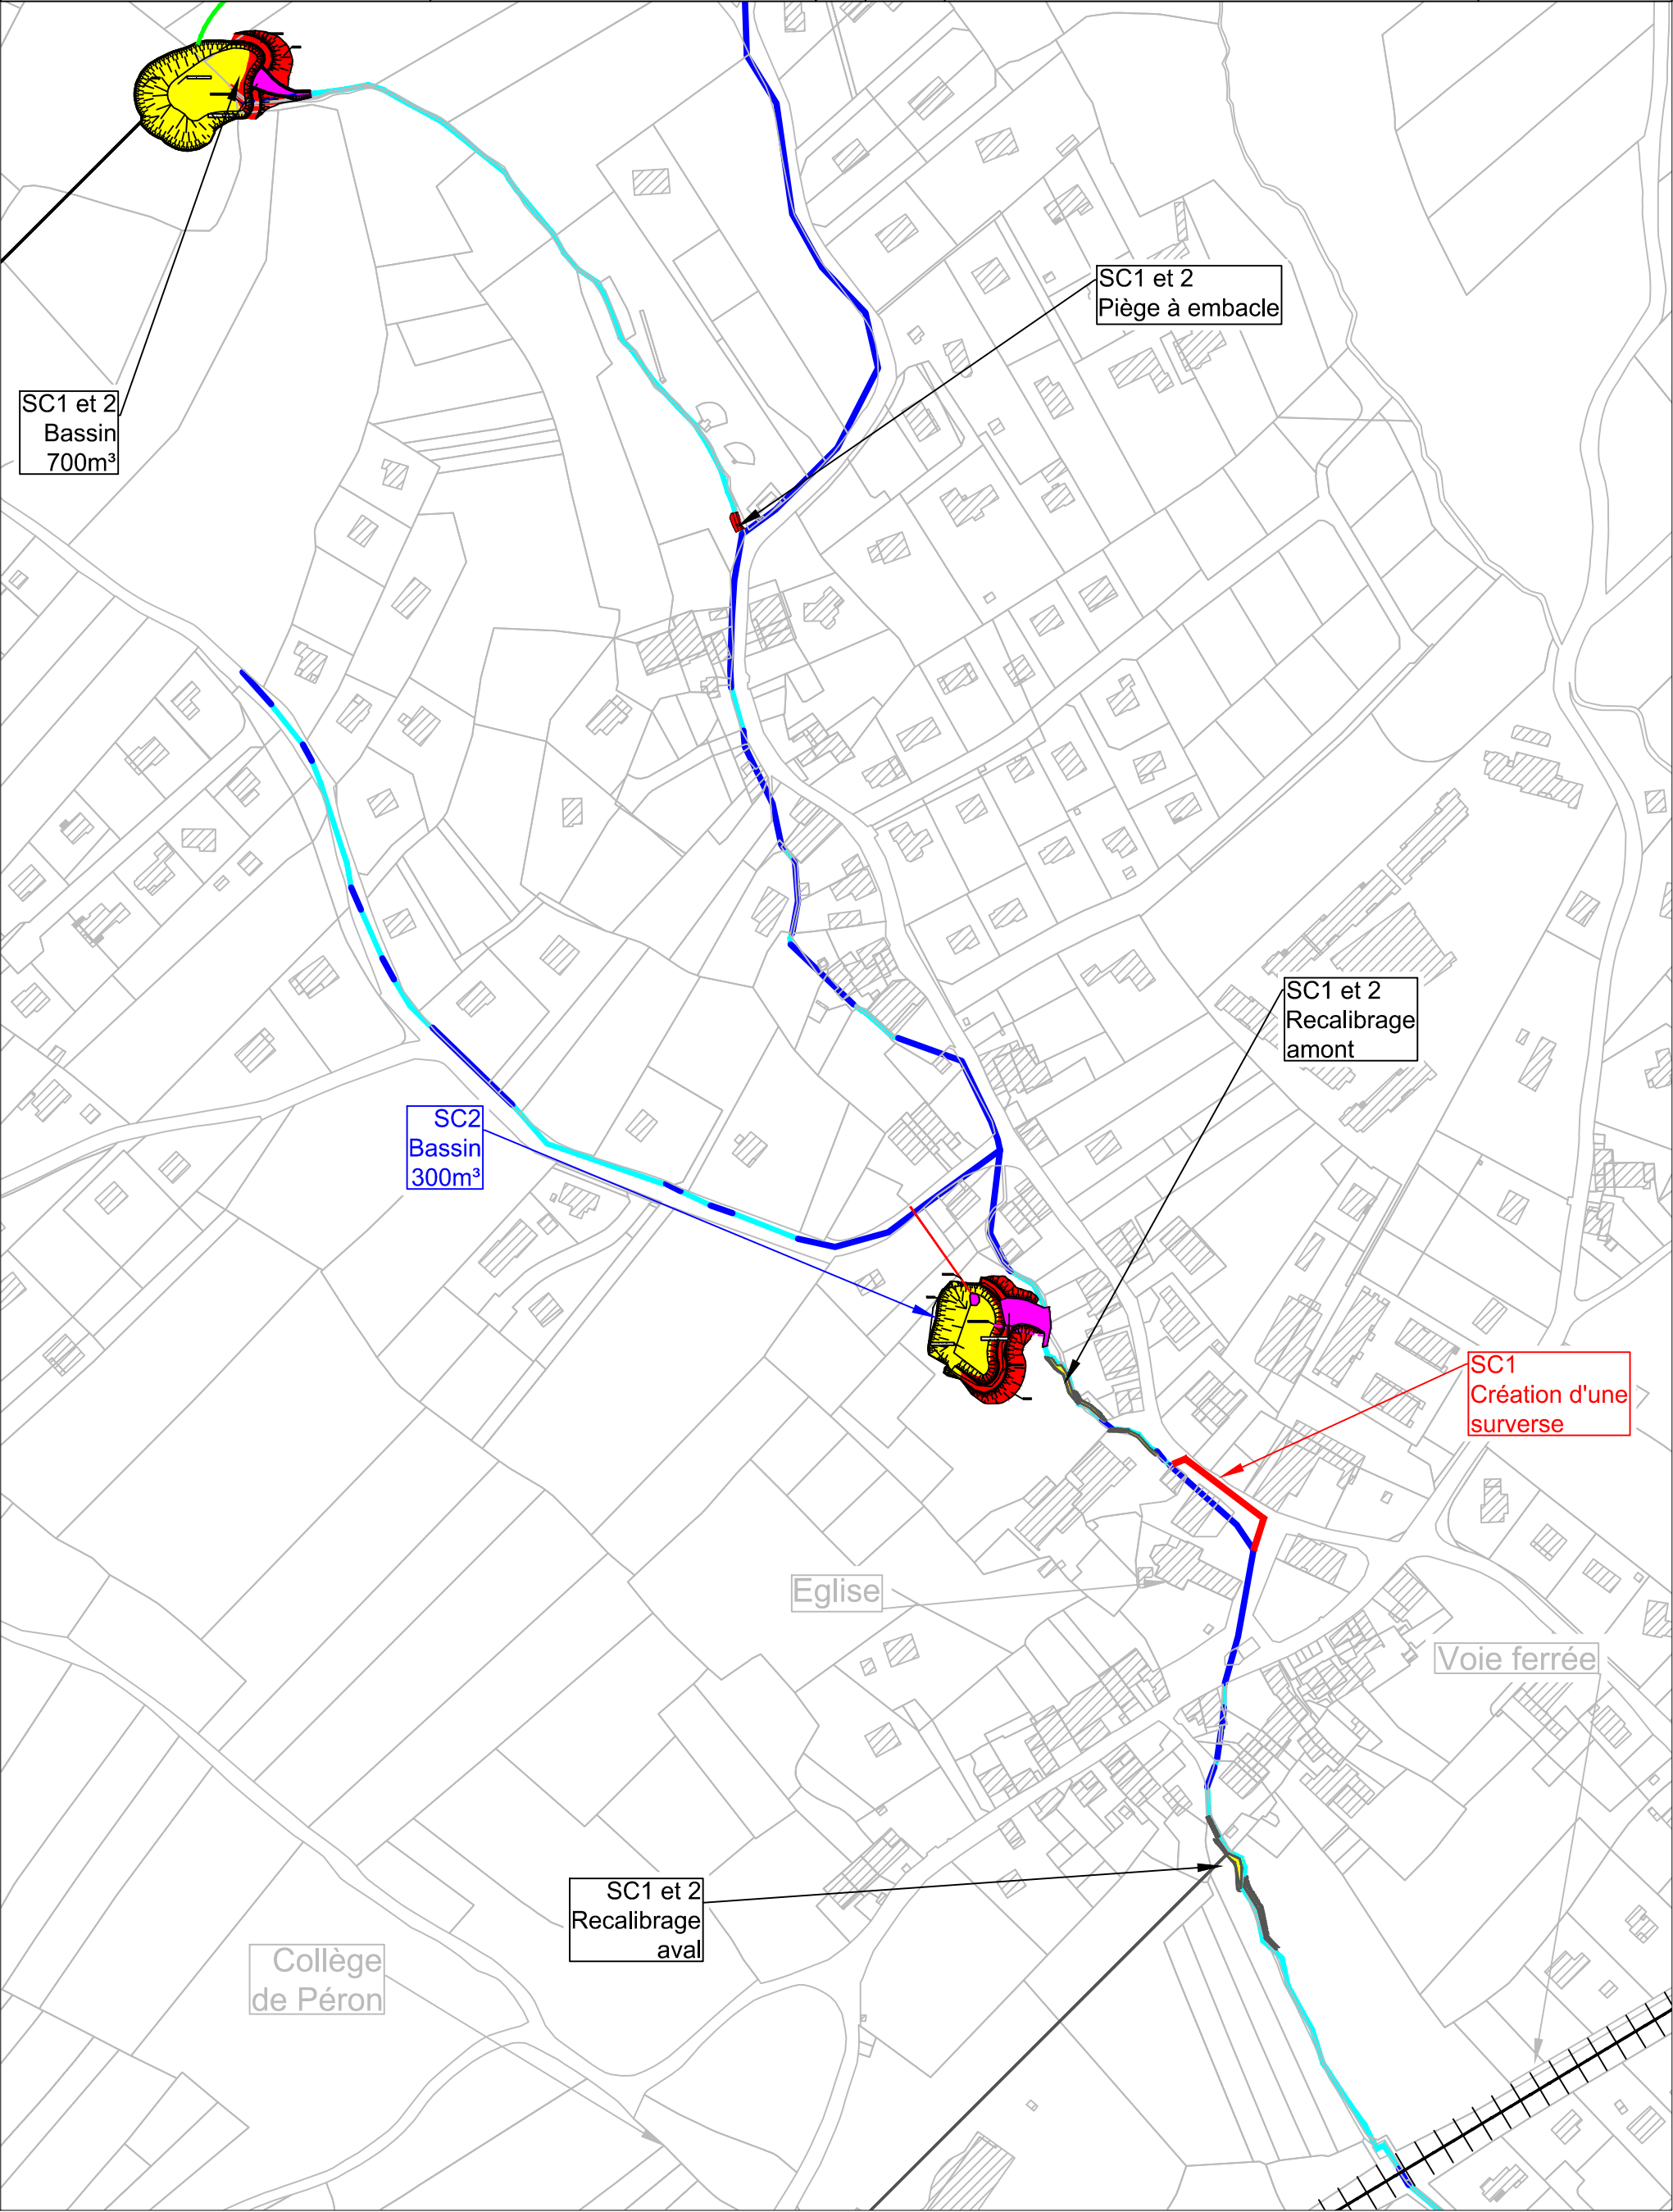 SC1 et 2
Piège à embacle
SC1 et 2
Bassin
700m³
SC1 et 2
Recalibrage
amont
SC2
Bassin
300m³
SC1
Création d'une
surverse
Eglise
Voie ferrée
SC1 et 2
Recalibrage
aval
Collège
de Péron